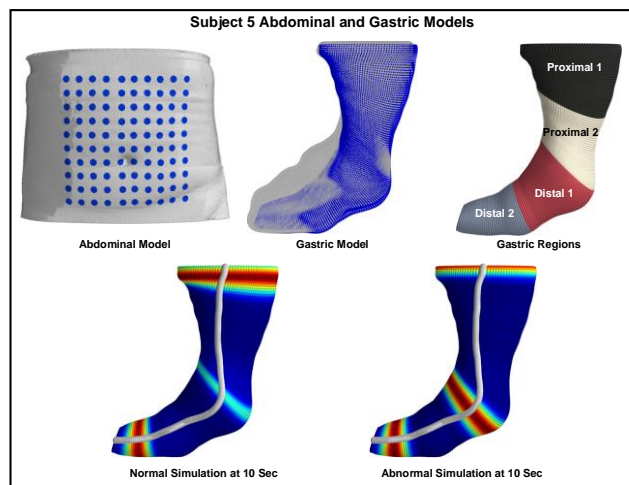 Subject 5 Abdominal and Gastric Models
Proximal 1
Proximal 2
Distal 1
Distal 2
Abdominal Model
Gastric Model
Gastric Regions
Normal Simulation at 10 Sec
Abnormal Simulation at 10 Sec